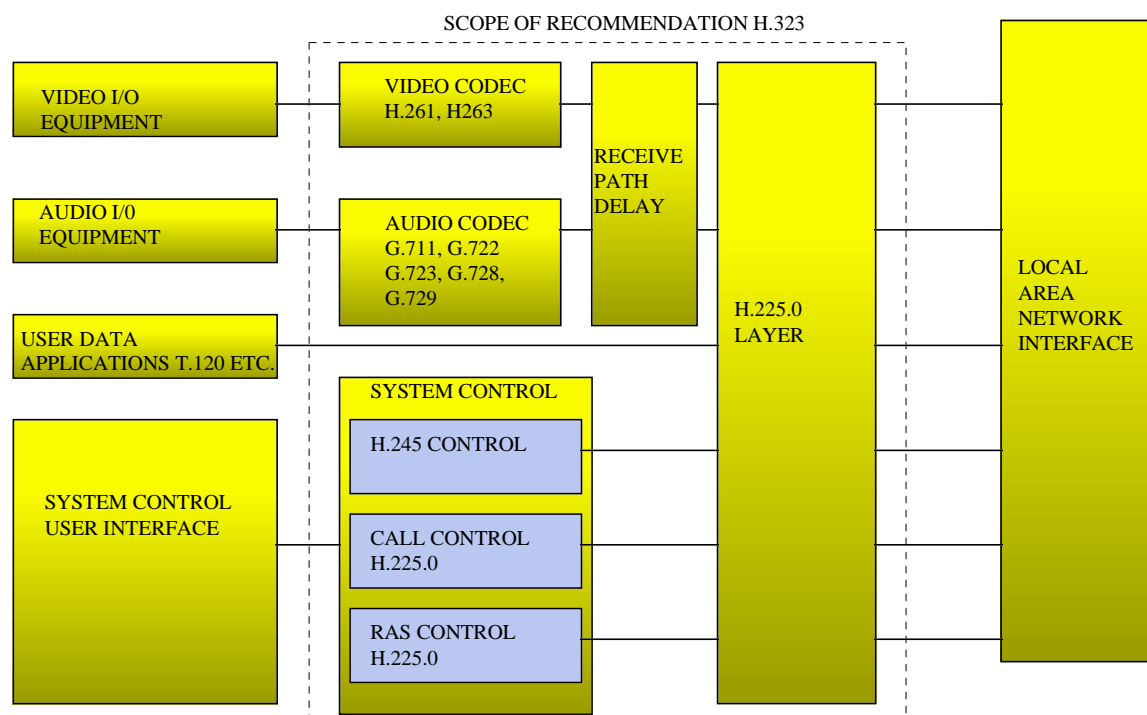 SCOPE OF RECOMMENDATION H.323
VIDEO I/O
EQUIPMENT
VIDEO CODEC
H.261, H263
RECEIVE
PATH
DELAY
AUDIO I/0
EQUIPMENT
AUDIO CODEC
G.711, G.722
G.723, G.728,
G.729
H.225.0
LAYER
LOCAL
AREA
NETWORK
INTERFACE
USER DATA
APPLICATIONS T.120 ETC.
SYSTEM CONTROL
H.245 CONTROL
SYSTEM CONTROL
USER INTERFACE
CALL CONTROL
H.225.0
RAS CONTROL
H.225.0